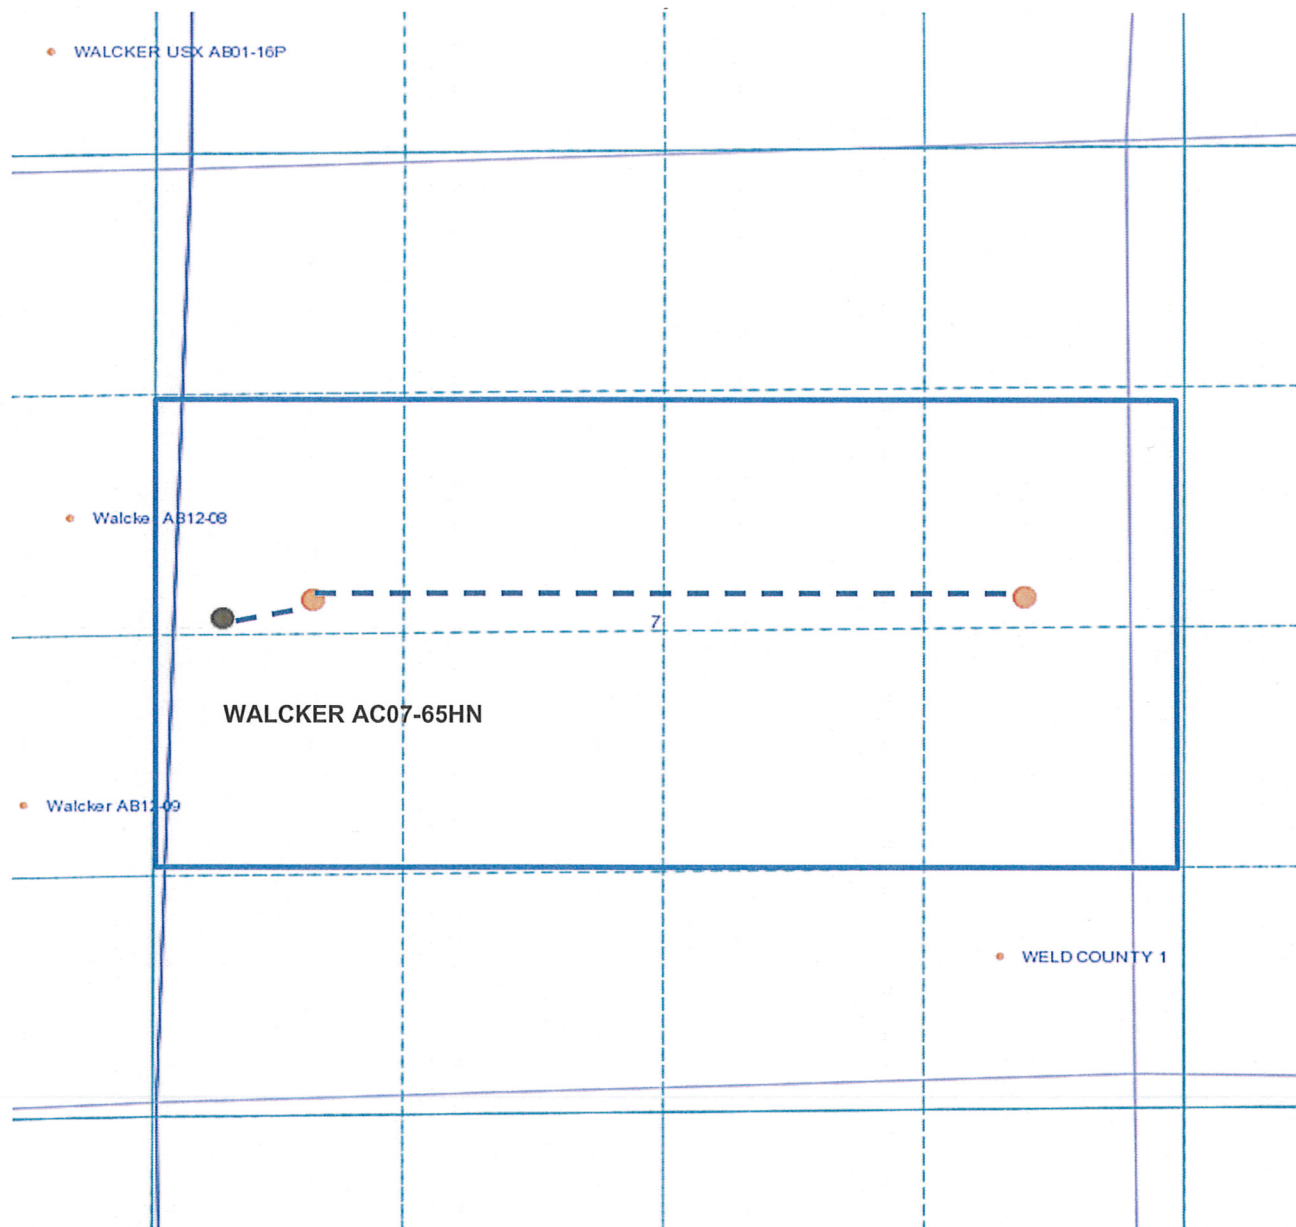 WALCKER USX AB01-16P
Walcker AB12-08
7
WALCKER AC07-65HN
Walcker AB12-09
WELD COUNTY 1